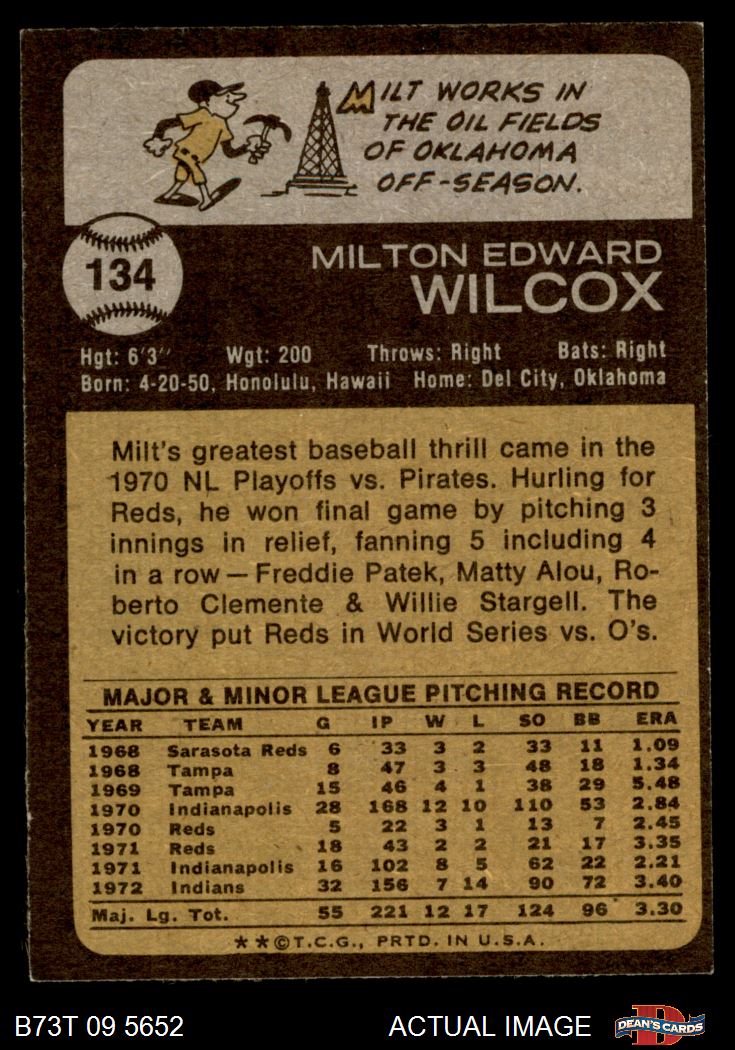 MILT WORKS IN
THE OIL FIELDS
OF OKLAHOMA
OFF-SEASON.
134
MILTON EDWARD
WILCOX
Hgt: 6'3" Wgt: 200 Throws: Right Bats: Right
Born: 4-20-50, Honolulu, Hawaii Home: Del City, Oklahoma
Milt's greatest baseball thrill came in the
1970 NL Playoffs vs. Pirates. Hurling for
Reds, he won final game by pitching 3
innings in relief, fanning 5 including 4
in a row — Freddie Patek, Matty Alou, Ro-
berto Clemente & Willie Stargell. The
victory put Reds in World Series vs. O's.
MAJOR & MINOR LEAGUE PITCHING RECORD
YEAR TEAM G IP W L SO BB ERA
1968 Sarasota Reds 6 33 3 2 33 11 1.09
1968 Tampa 8 47 3 3 48 18 1.34
1969 Tampa 15 46 4 1 38 29 5.48
1970 Indianapolis 28 168 12 10 110 53 2.84
1970 Reds 5 22 3 1 13 7 2.45
1971 Reds 18 43 2 2 21 17 3.35
1971 Indianapolis 16 102 8 5 62 22 2.21
1972 Indians 32 156 7 14 90 72 3.40
Maj. Lg. Tot. 55 221 12 17 124 96 3.30
★★©T.C.G., PRTD. IN U.S.A.
B73T 09 5652 ACTUAL IMAGE DEAN'S CARDS